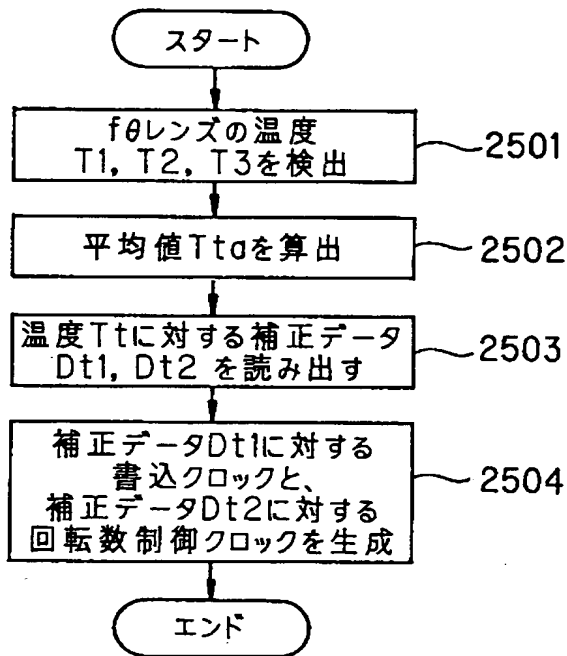 スタート
fθレンズの温度
T1, T2, T3を検出
2501
平均値Ttaを算出
2502
温度Ttに対する補正データ
Dt1, Dt2 を読み出す
2503
補正データDt1に対する
書込クロックと、
補正データDt2に対する
回転数制御クロックを生成
2504
エンド